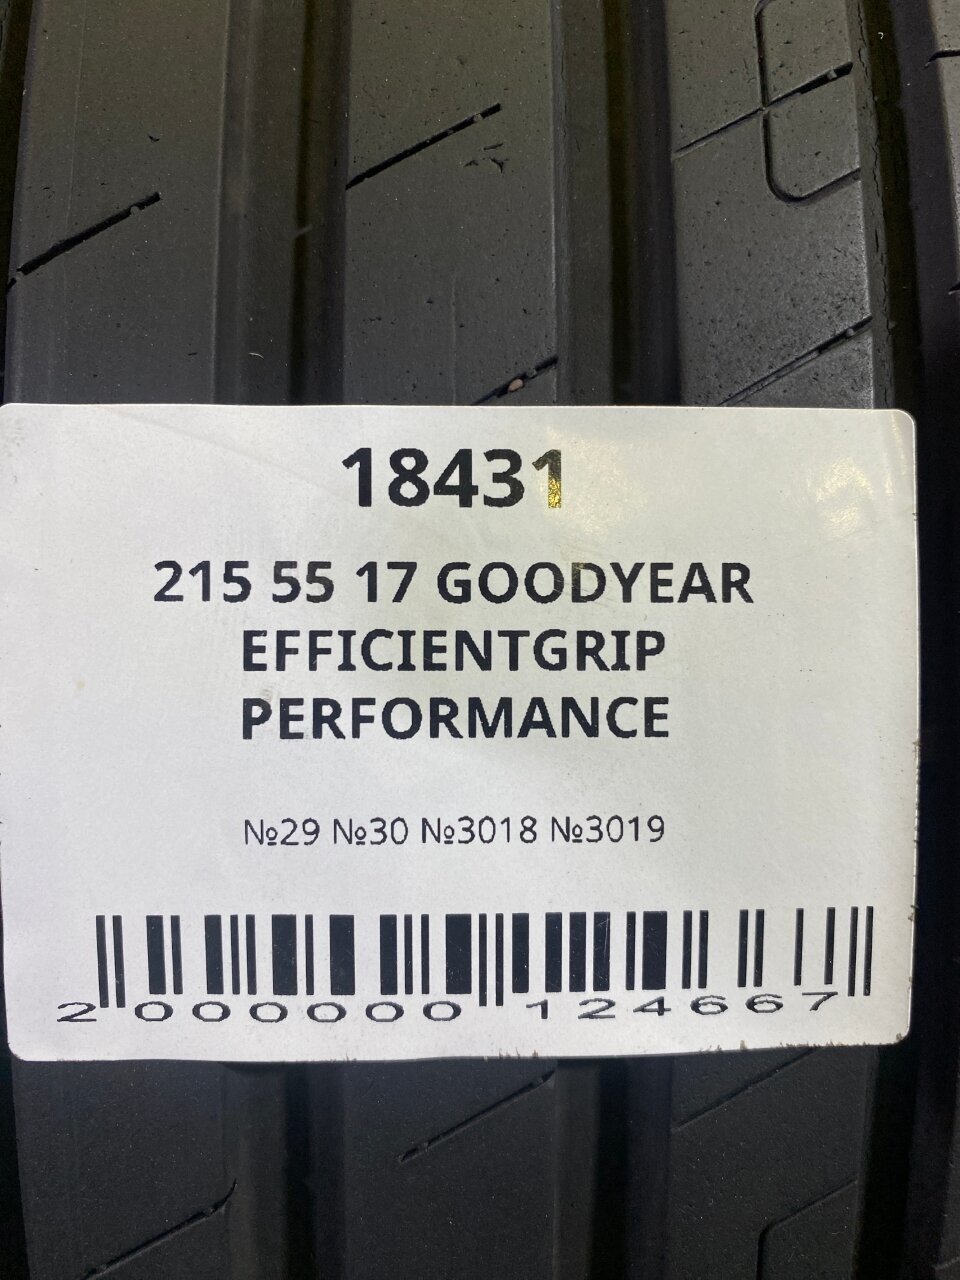 18431
215 55 17 GOODYEAR
EFFICIENTGRIP
PERFORMANCE
№29 №30 №3018 №3019
2 000000 124667